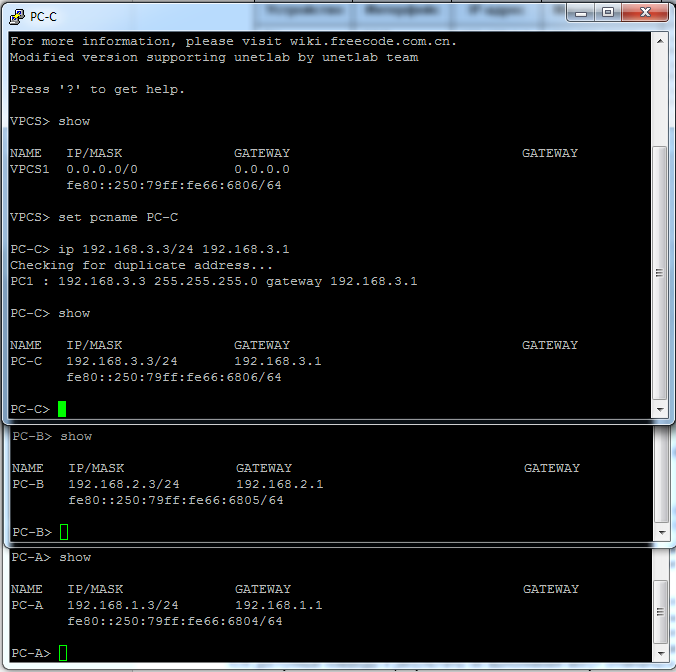 Устройство Интерфейс IP адрес
PC-C
For more information, please visit wiki.freecode.com.cn.
Modified version supporting unetlab by unetlab team
Press '?' to get help.
VPCS> show
NAME IP/MASK GATEWAY GATEWAY
VPCS1 0.0.0.0/0 0.0.0.0
fe80::250:79ff:fe66:6806/64
VPCS> set pcname PC-C
PC-C> ip 192.168.3.3/24 192.168.3.1
Checking for duplicate address...
PC1 : 192.168.3.3 255.255.255.0 gateway 192.168.3.1
PC-C> show
NAME IP/MASK GATEWAY GATEWAY
PC-C 192.168.3.3/24 192.168.3.1
fe80::250:79ff:fe66:6806/64
PC-C>
PC-B> show
NAME IP/MASK GATEWAY GATEWAY
PC-B 192.168.2.3/24 192.168.2.1
fe80::250:79ff:fe66:6805/64
PC-B>
PC-A> show
NAME IP/MASK GATEWAY GATEWAY
PC-A 192.168.1.3/24 192.168.1.1
fe80::250:79ff:fe66:6804/64
PC-A>